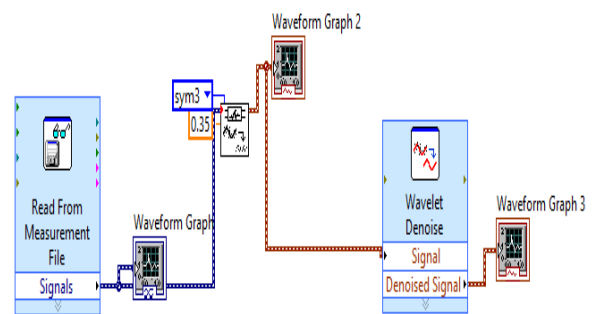 Waveform Graph 2
sym3
0.35
Read From
Measurement
File
Signals
Waveform Graph
Wavelet
Denoise
Signal
Denoised Signal
Waveform Graph 3